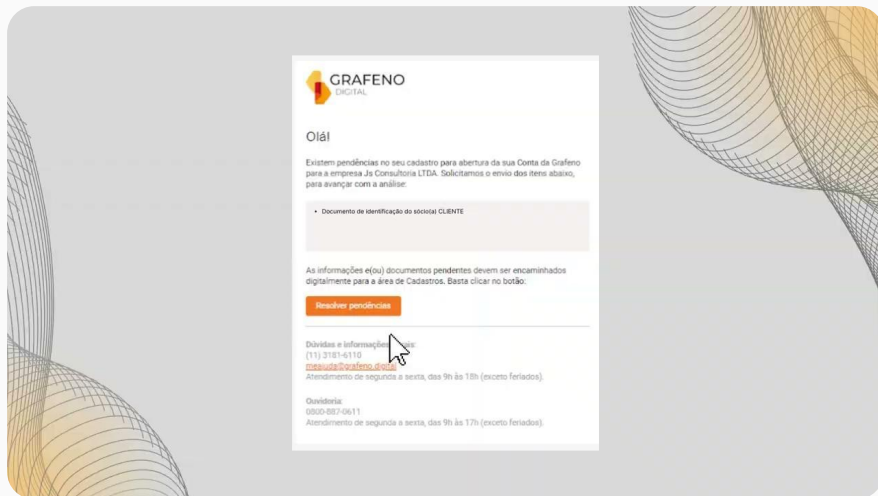 GRAFENO
DIGITAL
Olá!
Existem pendências no seu cadastro para abertura da sua Conta da Grafeno
para a empresa Js Consultoria LTDA. Solicitamos o envio dos itens abaixo,
para avançar com a análise:
• Documento de identificação do sócio(a) CLIENTE
As informações e(ou) documentos pendentes devem ser encaminhados
digitalmente para a área de Cadastros. Basta clicar no botão:
Resolver pendências
Dúvidas e informações
(11) 3181-6110
meajuda@grafeno.digital
Atendimento de segunda a sexta, das 9h às 18h (exceto feriados).
Ouvidoria:
0800-887-0611
Atendimento de segunda a sexta, das 9h às 17h (exceto feriados).